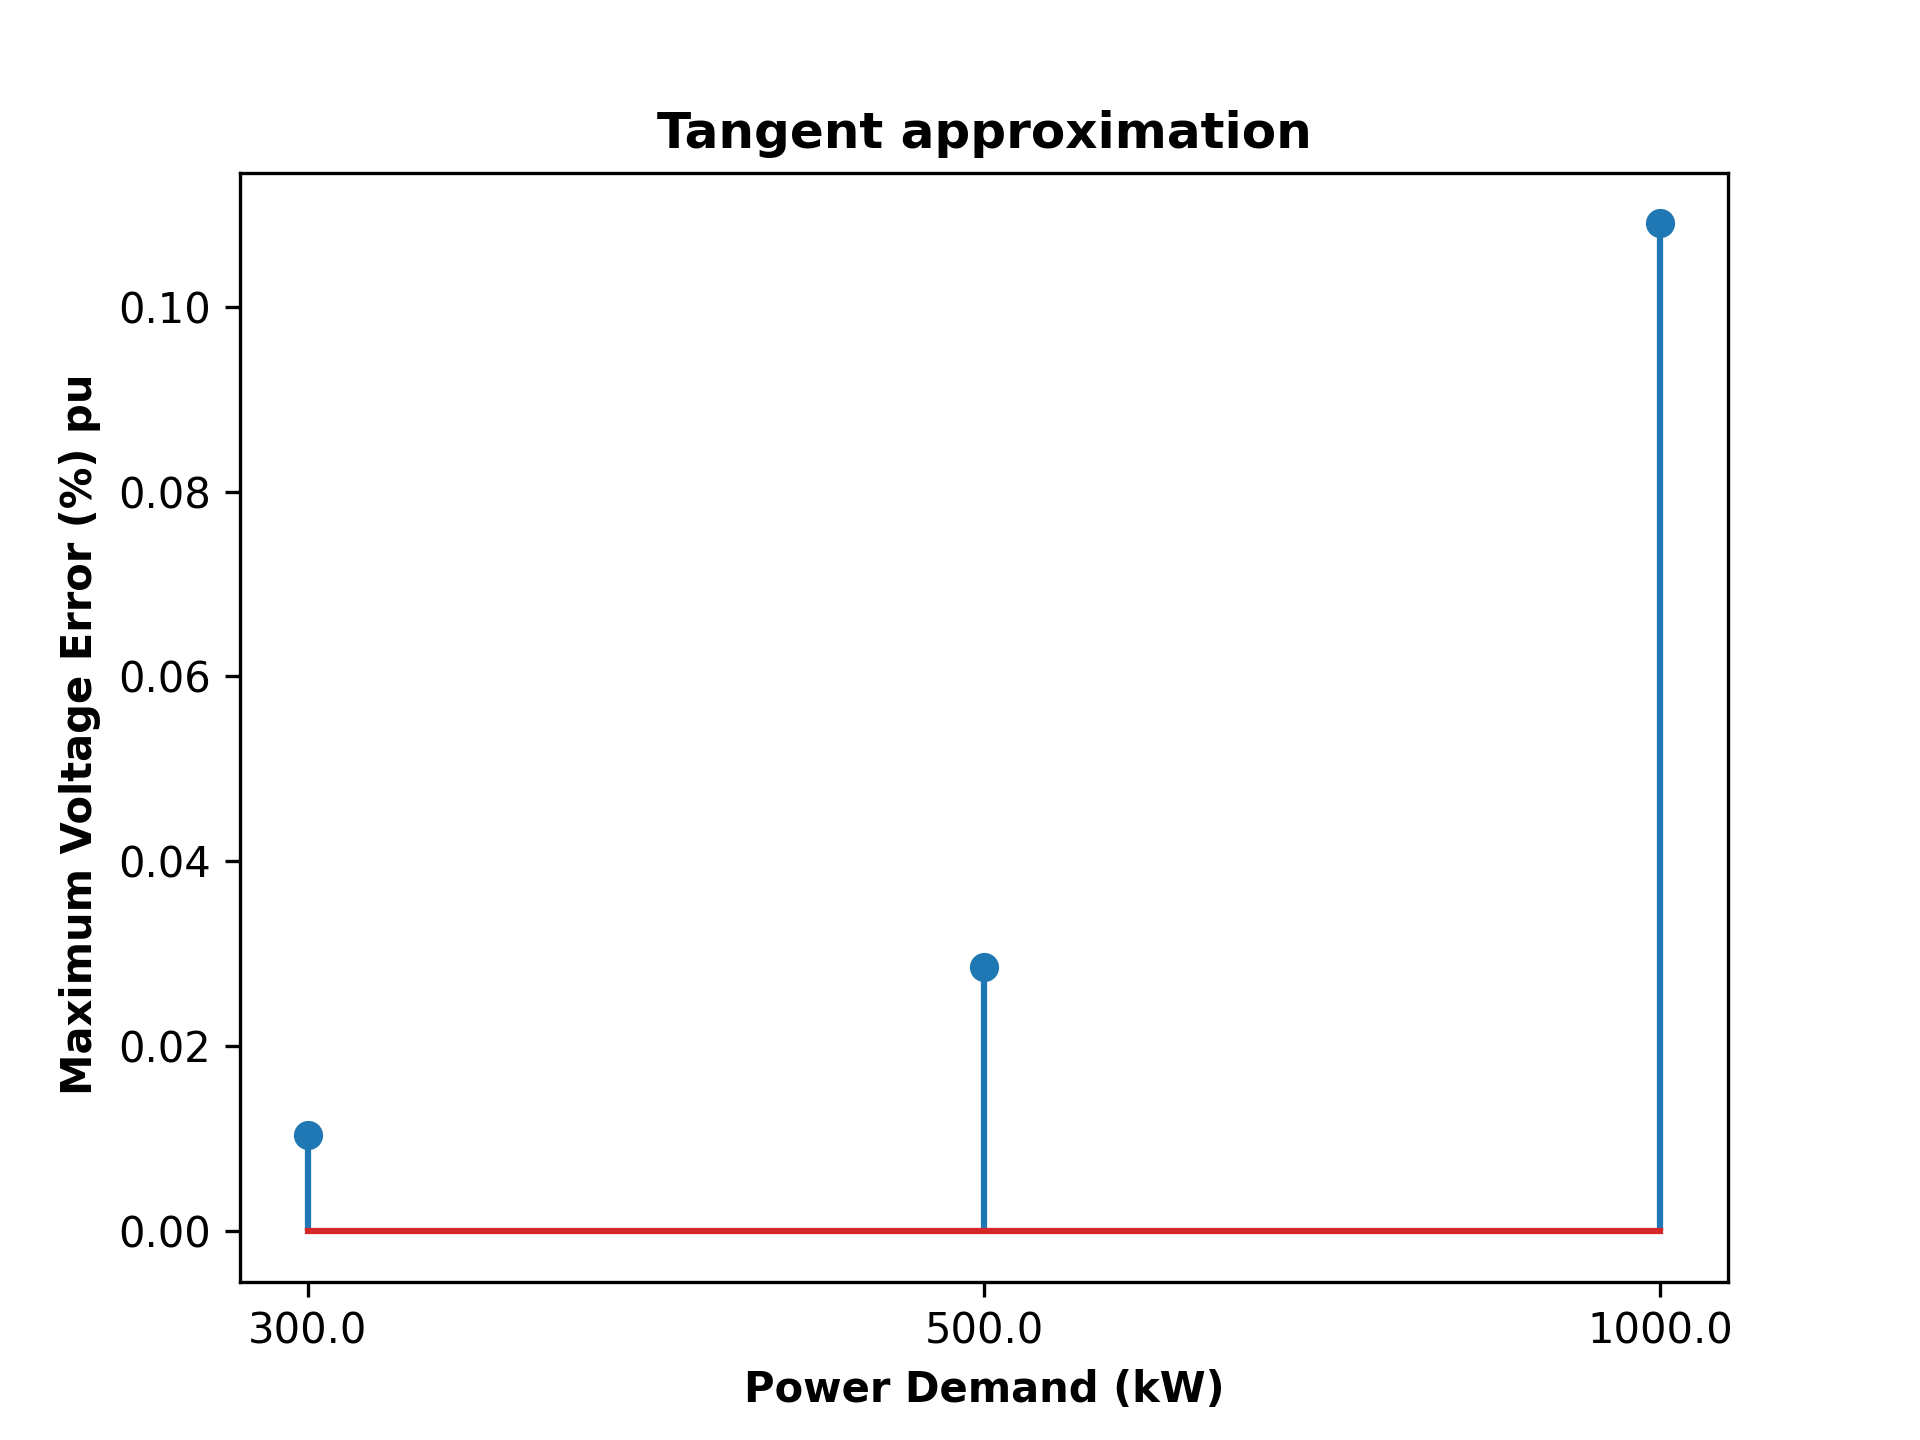 Tangent approximation
Maximum Voltage Error (%) pu
0.10
0.08
0.06
0.04
0.02
0.00
300.0 500.0 1000.0
Power Demand (kW)